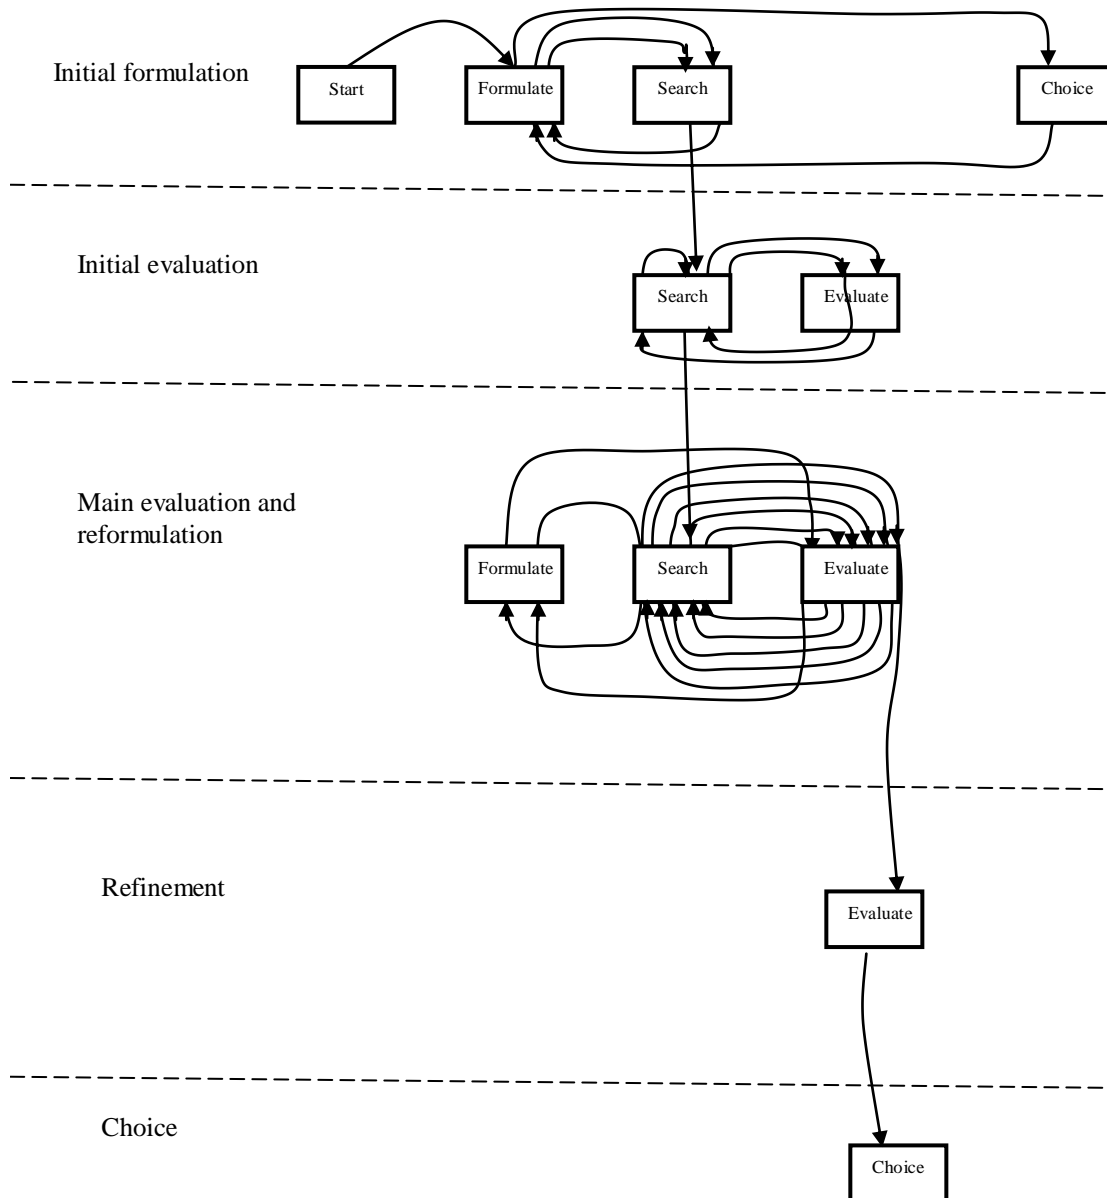 Initial formulation
Start
Formulate
Search
Choice
Initial evaluation
Search
Evaluate
Main evaluation and
reformulation
Formulate
Search
Evaluate
Refinement
Evaluate
Choice
Choice